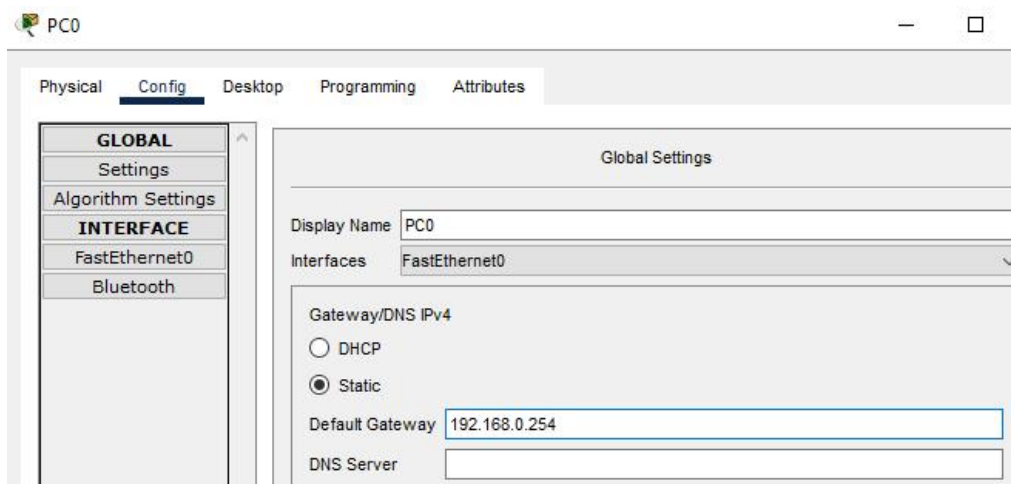 PC0
Physical Config Desktop Programming Attributes
GLOBAL
Settings
Algorithm Settings
INTERFACE
FastEthernet0
Bluetooth
Global Settings
Display Name PC0
Interfaces FastEthernet0
Gateway/DNS IPv4
DHCP
Static
Default Gateway 192.168.0.254
DNS Server